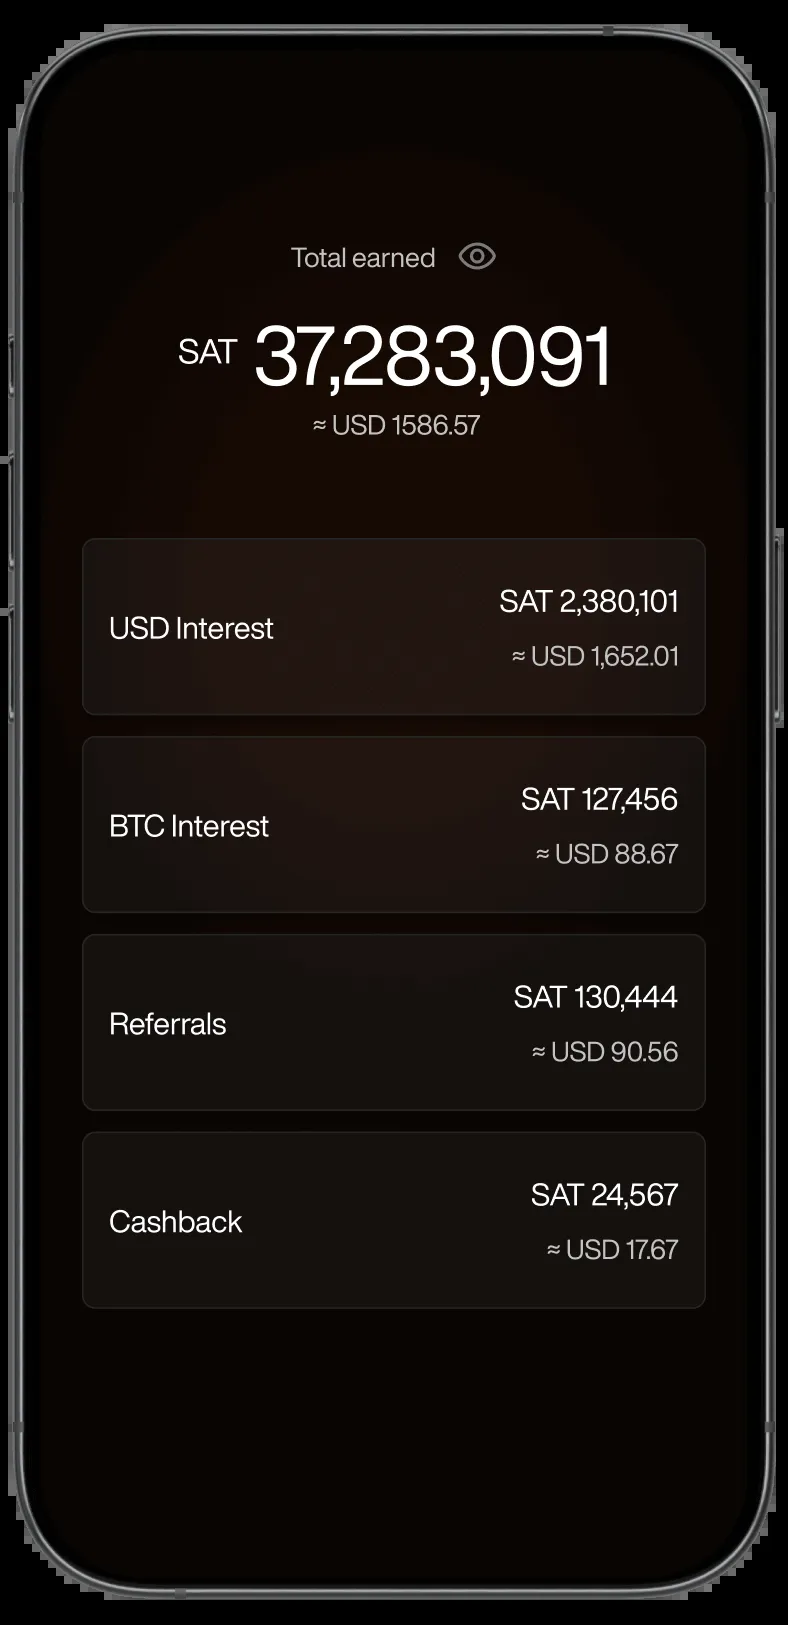 Total earned
SAT 37,283,091
≈ USD 1586.57
USD Interest
SAT 2,380,101
≈ USD 1,652.01
BTC Interest
SAT 127,456
≈ USD 88.67
Referrals
SAT 130,444
≈ USD 90.56
Cashback
SAT 24,567
≈ USD 17.67